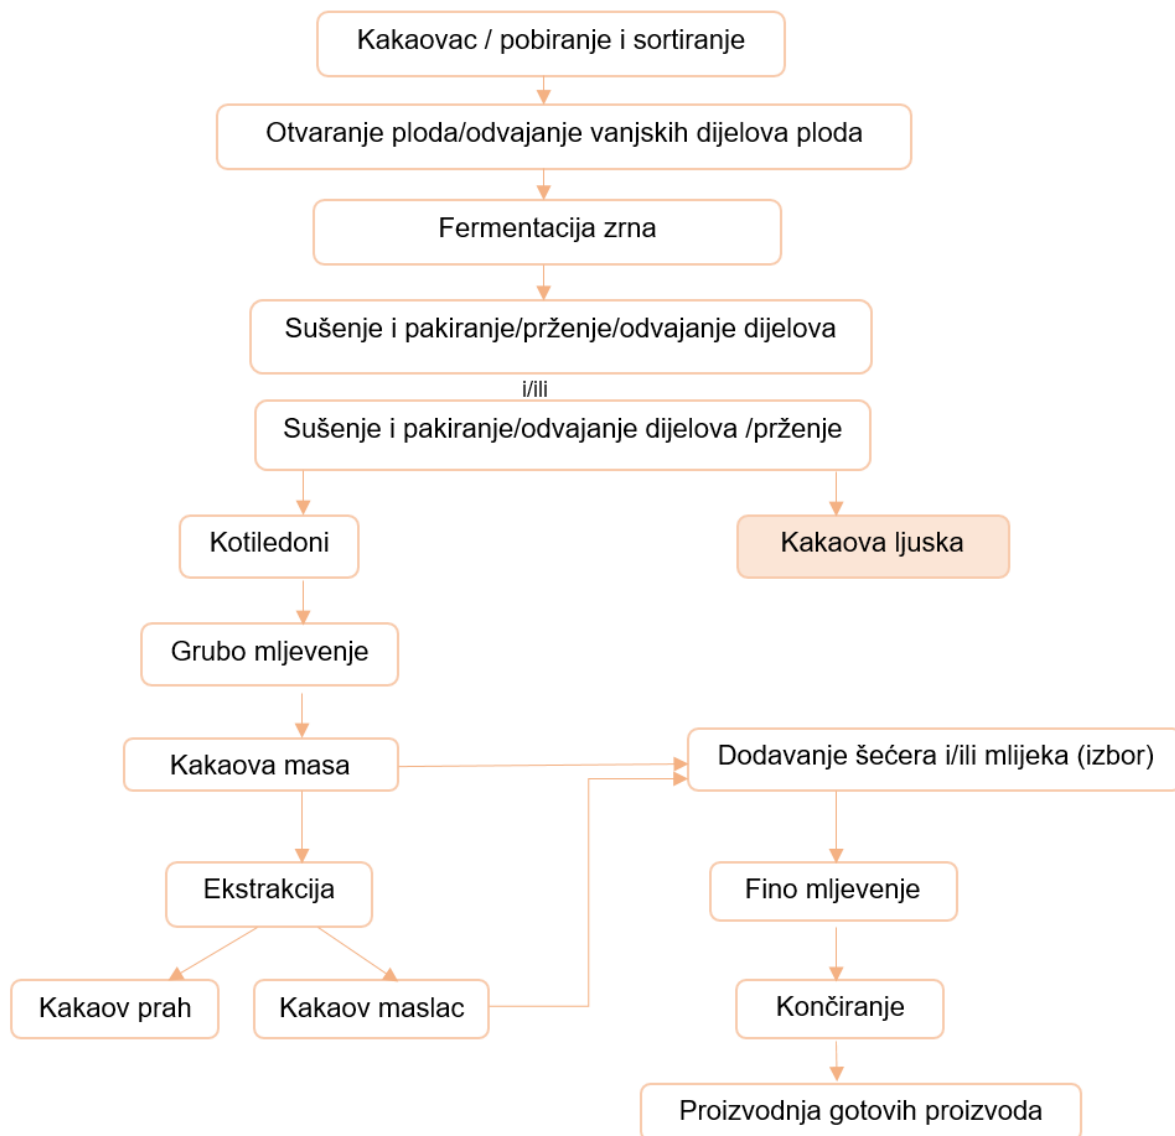 Kakaovac / pobiranje i sortiranje
Otvaranje ploda/odvajanje vanjskih dijelova ploda
Fermentacija zrna
Sušenje i pakiranje/prženje/odvajanje dijelova
i/ili
Sušenje i pakiranje/odvajanje dijelova /prženje
Kotiledoni
Kakaova ljuska
Grubo mljevenje
Kakaova masa
Dodavanje šećera i/ili mlijeka (izbor)
Ekstrakcija
Fino mljevenje
Kakaov prah
Kakaov maslac
Končiranje
Proizvodnja gotovih proizvoda